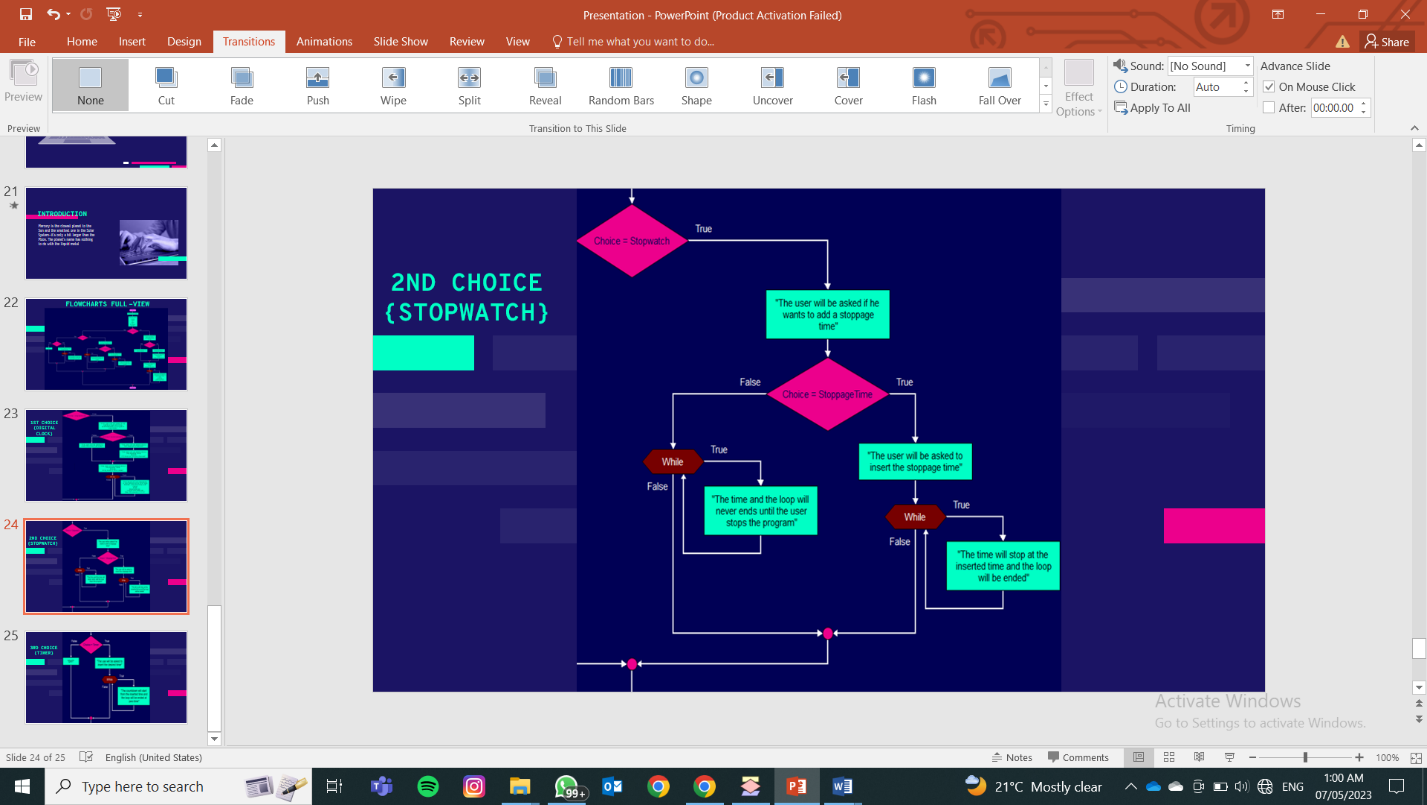 Presentation - PowerPoint (Product Activation Failed)
File Home Insert Design Transitions Animations Slide Show Review View Tell me what you want to do... Share
Preview
None Cut Fade Push Wipe Split Reveal Random Bars Shape Uncover Cover Flash Fall Over
Effect
Options
Sound: [No Sound]
Duration: Auto
Apply To All
Advance Slide
On Mouse Click
After: 00:00.00
Preview
Transition to This Slide
Timing
21
INTRODUCTION
22
FLOWCHARTS FULL-VIEW
23
1ST CHOICE
{DIGITAL
CLOCK}
24
2ND CHOICE
{STOPWATCH}
25
3RD CHOICE
{TIMER}
2ND CHOICE
{STOPWATCH}
Choice = Stopwatch
True
"The user will be asked if he
wants to add a stoppage
time"
False
Choice = StoppageTime
True
While
True
False
"The time and the loop will
never ends until the user
stops the program"
"The user will be asked to
insert the stoppage time"
While
True
False
"The time will stop at the
inserted time and the loop
will be ended"
Activate Windows
Go to Settings to activate Windows.
Slide 24 of 25 English (United States) Notes Comments 100%
Type here to search
99+
21°C Mostly clear
ENG
1:00 AM
07/05/2023